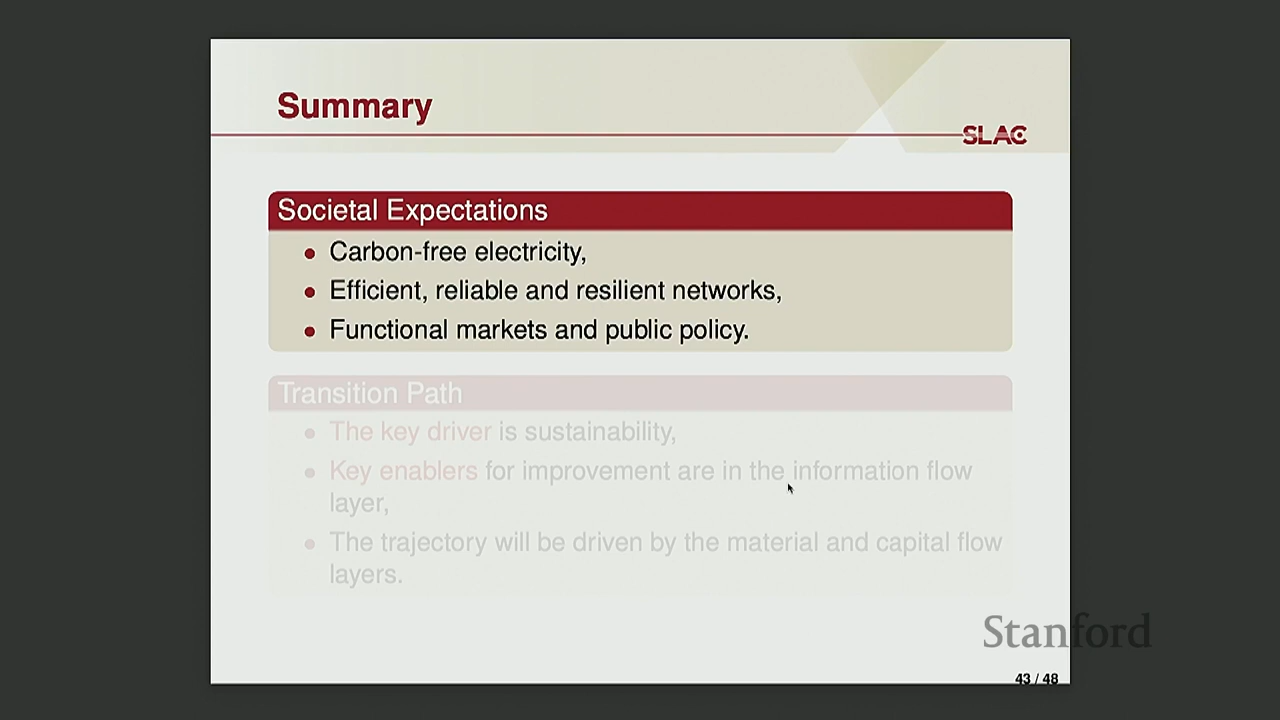 Summary
SLAC
Societal Expectations
Carbon-free electricity,
Efficient, reliable and resilient networks,
Functional markets and public policy.
Transition Path
The key driver is sustainability,
Key enablers for improvement are in the information flow
layer,
The trajectory will be driven by the material and capital flow
layers.
Stanford
43 / 48